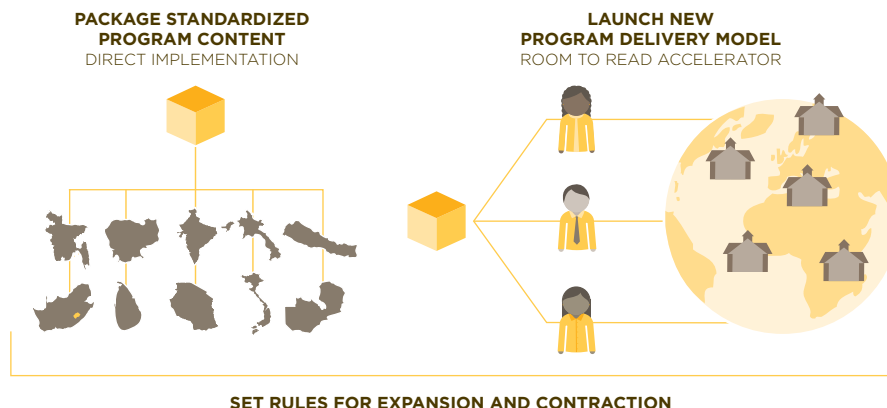 PACKAGE STANDARDIZED
PROGRAM CONTENT
DIRECT IMPLEMENTATION
LAUNCH NEW
PROGRAM DELIVERY MODEL
ROOM TO READ ACCELERATOR
SET RULES FOR EXPANSION AND CONTRACTION